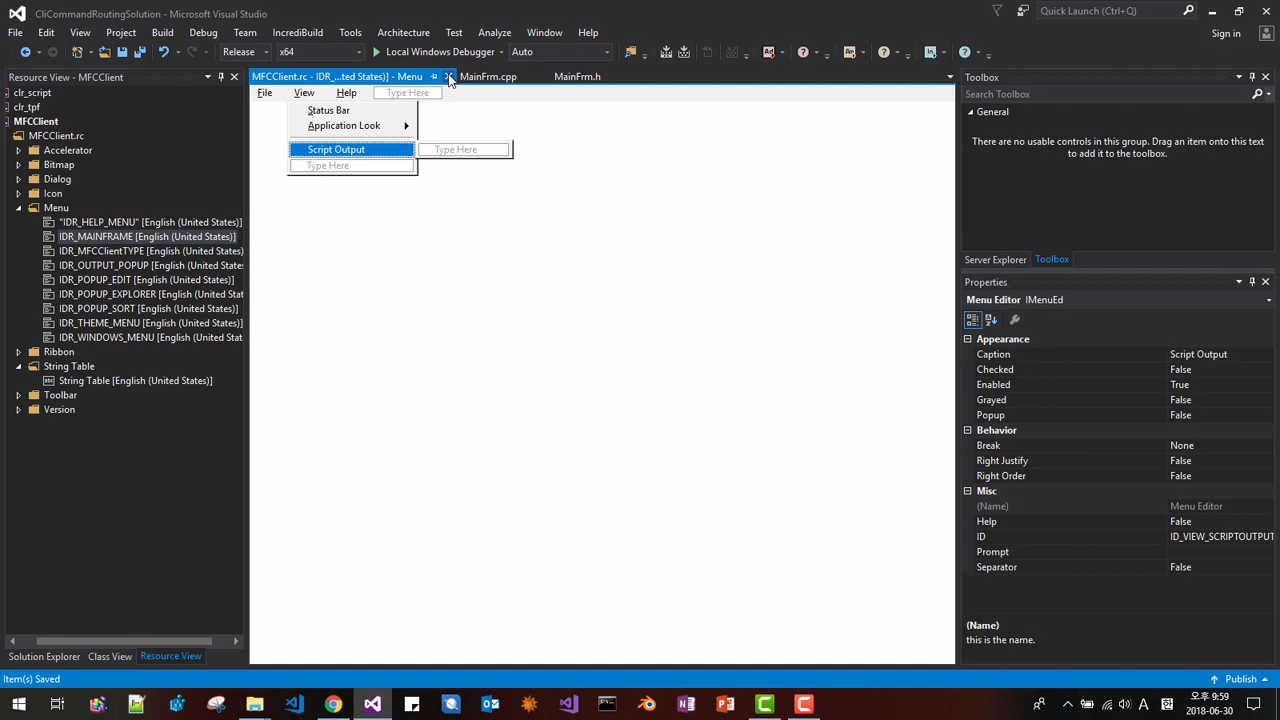 CliCommandRoutingSolution - Microsoft Visual Studio
Quick Launch (Ctrl+Q)
File Edit View Project Build Debug Team IncrediBuild Tools Architecture Test Analyze Window Help
Sign in
Release x64 Local Windows Debugger Auto
Resource View - MFCClient
clr_script
clr_tpf
MFCClient
MFCClient.rc
Accelerator
Bitmap
Dialog
Icon
Menu
"IDR_HELP_MENU" [English (United States)]
IDR_MAINFRAME [English (United States)]
IDR_MFCClientTYPE [English (United States)
IDR_OUTPUT_POPUP [English (United State
IDR_POPUP_EDIT [English (United States)]
IDR_POPUP_EXPLORER [English (United Stat
IDR_POPUP_SORT [English (United States)]
IDR_THEME_MENU [English (United States)]
IDR_WINDOWS_MENU [English (United Stat
Ribbon
String Table
String Table [English (United States)]
Toolbar
Version
Solution Explorer Class View Resource View
MFCClient.rc - IDR_...ted States)] - Menu MainFrm.cpp MainFrm.h
File View Help Type Here
Status Bar
Application Look
Script Output Type Here
Type Here
Toolbox
Search Toolbox
General
There are no usable controls in this group. Drag an item onto this text
to add it to the toolbox.
Server Explorer Toolbox
Properties
Menu Editor IMenuEd
Appearance
Caption Script Output
Checked False
Enabled True
Grayed False
Popup False
Behavior
Break None
Right Justify False
Right Order False
Misc
(Name) Menu Editor
Help False
ID ID_VIEW_SCRIPTOUTPUT
Prompt
Separator False
(Name)
this is the name.
Item(s) Saved
Publish
A
오후 9:59
2018-06-30